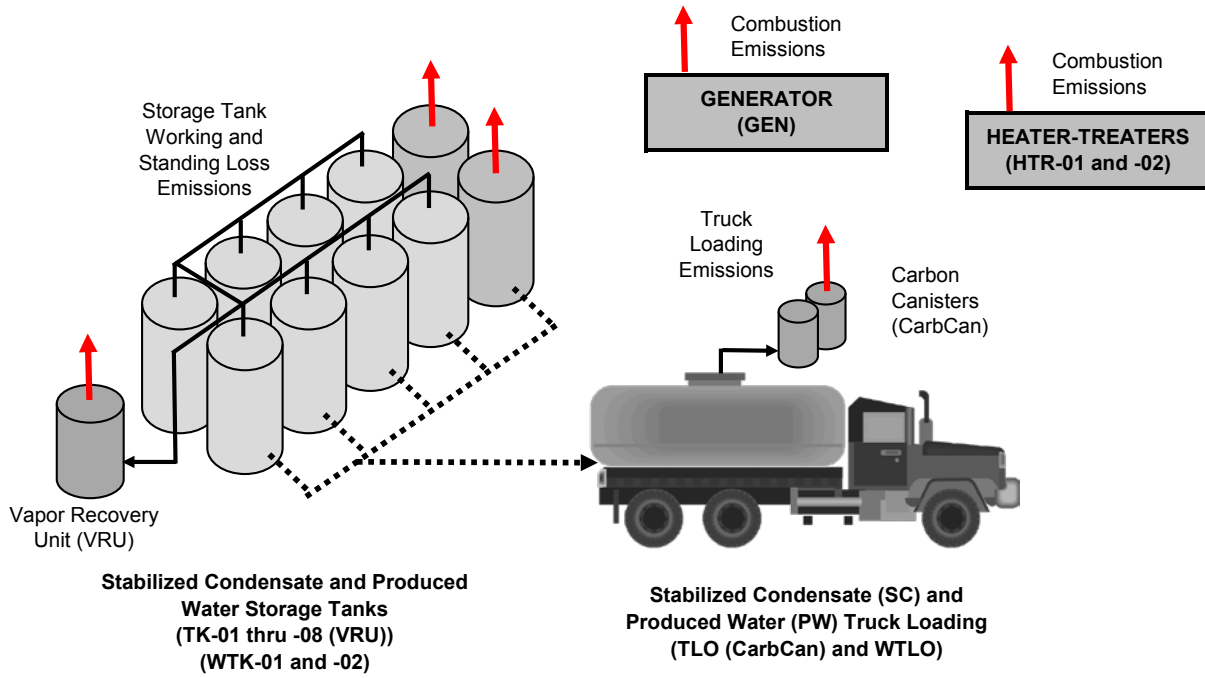 Combustion
Emissions
GENERATOR
(GEN)
Combustion
Emissions
HEATER-TREATERS
(HTR-01 and -02)
Storage Tank
Working and
Standing Loss
Emissions
Truck
Loading
Emissions
Carbon
Canisters
(CarbCan)
Vapor Recovery
Unit (VRU)
Stabilized Condensate and Produced
Water Storage Tanks
(TK-01 thru -08 (VRU))
(WTK-01 and -02)
Stabilized Condensate (SC) and
Produced Water (PW) Truck Loading
(TLO (CarbCan) and WTLO)